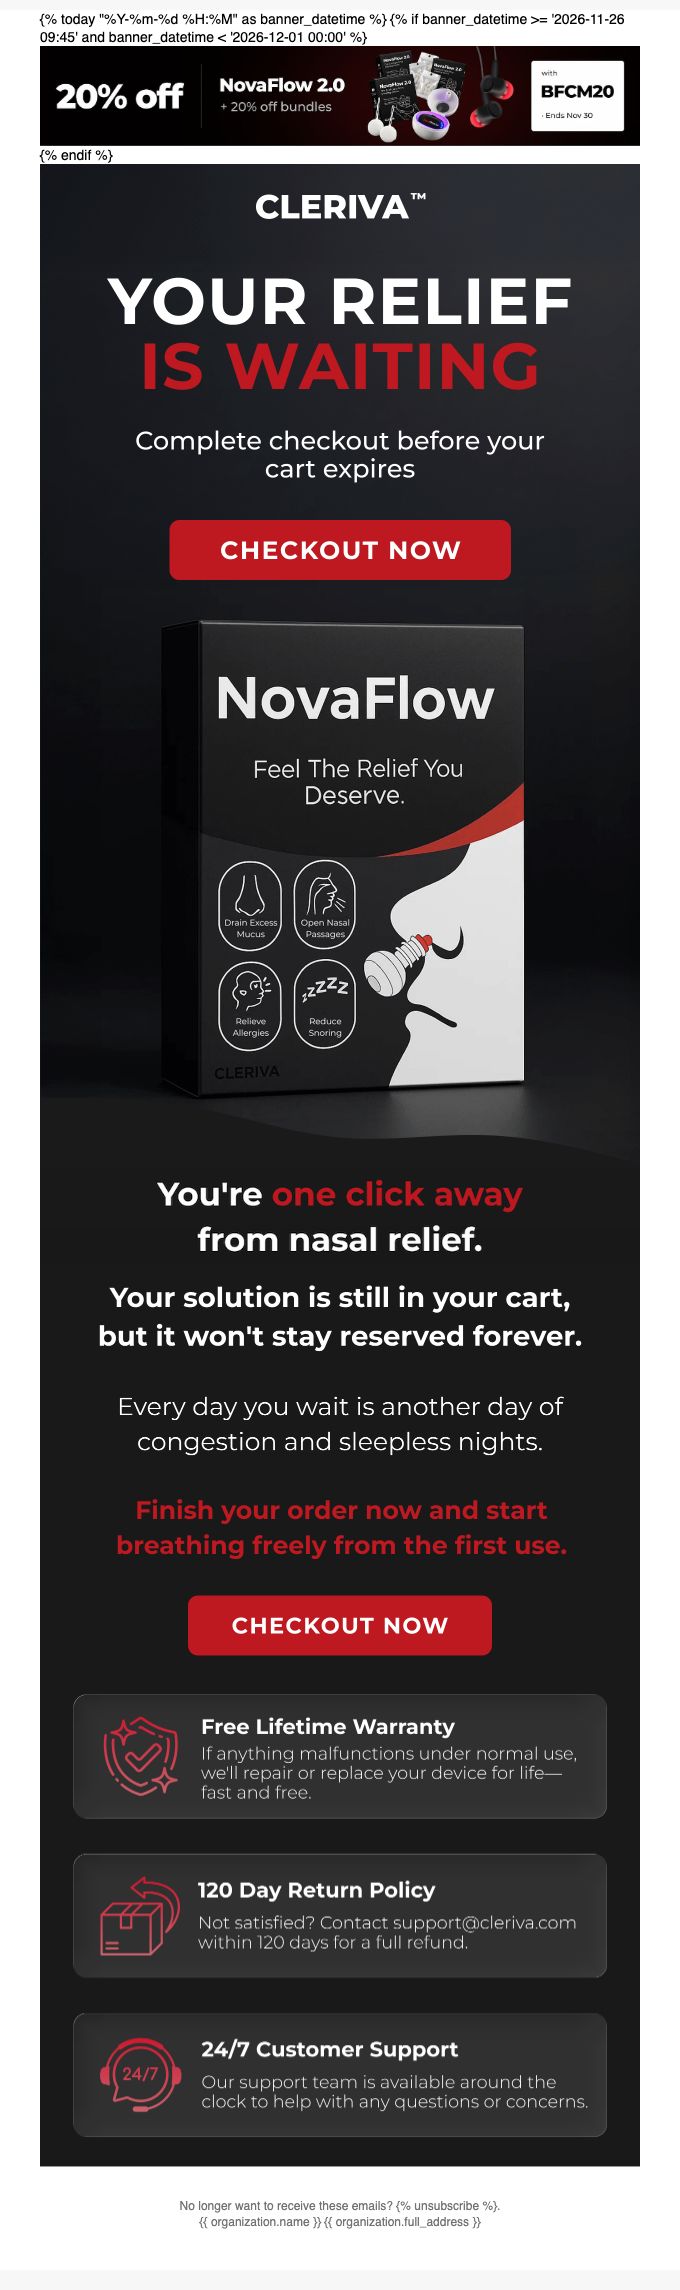 {% today "%Y-%m-%d %H:%M" as banner_datetime %} {% if banner_datetime >= '2026-11-26
09:45' and banner_datetime < '2026-12-01 00:00' %}
20% off
NovaFlow 2.0
+ 20% off bundles
with
BFCM20
· Ends Nov 30
{% endif %}
CLERIVA™
YOUR RELIEF
IS WAITING
Complete checkout before your
cart expires
CHECKOUT NOW
NovaFlow
Feel The Relief You
Deserve.
Drain Excess
Mucus
Open Nasal
Passages
zZZZZ
Relieve
Allergies
Reduce
Snoring
CLERIVA
You're one click away
from nasal relief.
Your solution is still in your cart,
but it won't stay reserved forever.
Every day you wait is another day of
congestion and sleepless nights.
Finish your order now and start
breathing freely from the first use.
CHECKOUT NOW
Free Lifetime Warranty
If anything malfunctions under normal use,
we'll repair or replace your device for life—
fast and free.
120 Day Return Policy
Not satisfied? Contact support@cleriva.com
within 120 days for a full refund.
24/7
24/7 Customer Support
Our support team is available around the
clock to help with any questions or concerns.
No longer want to receive these emails? {% unsubscribe %}.
{{ organization.name }} {{ organization.full_address }}